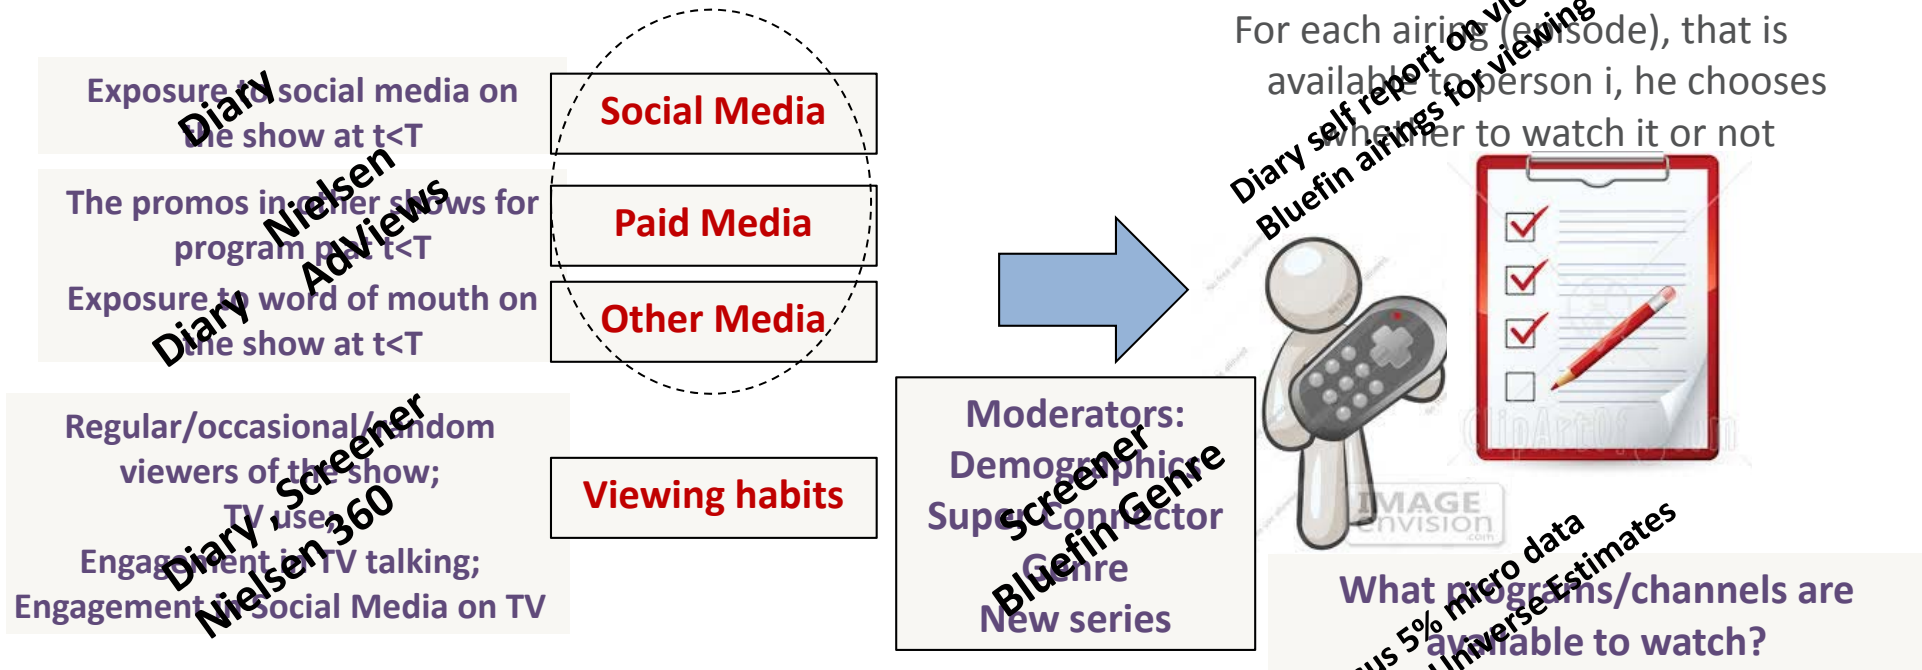 Exposure to social media on
the show at t<T
Diary
Social Media
The promos in other shows for
program p at t<T
Nielsen
AdViews
Paid Media
Exposure to word of mouth on
the show at t<T
Diary
Other Media
Regular/occasional/random
viewers of the show;
TV use;
Engagement in TV talking;
Engagement in Social Media on TV
Diary , Screener
Nielsen 360
Viewing habits
Moderators:
Demographics
Super Connector
Genre
New series
Screener
Bluefin Genre
For each airing (episode), that is
available to person i, he chooses
whether to watch it or not
Diary self report on
Bluefin airings for viewing
IMAGE
envision
.com
What programs/channels are
available to watch?
5% micro data
Universe Estimates